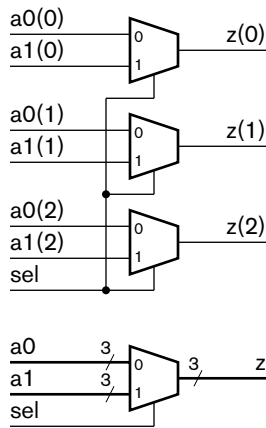 a0(0)
0
z(0)
a1(0)
1
a0(1)
0
z(1)
a1(1)
1
a0(2)
0
z(2)
a1(2)
1
sel
a0
3
0
3
z
a1
3
1
sel